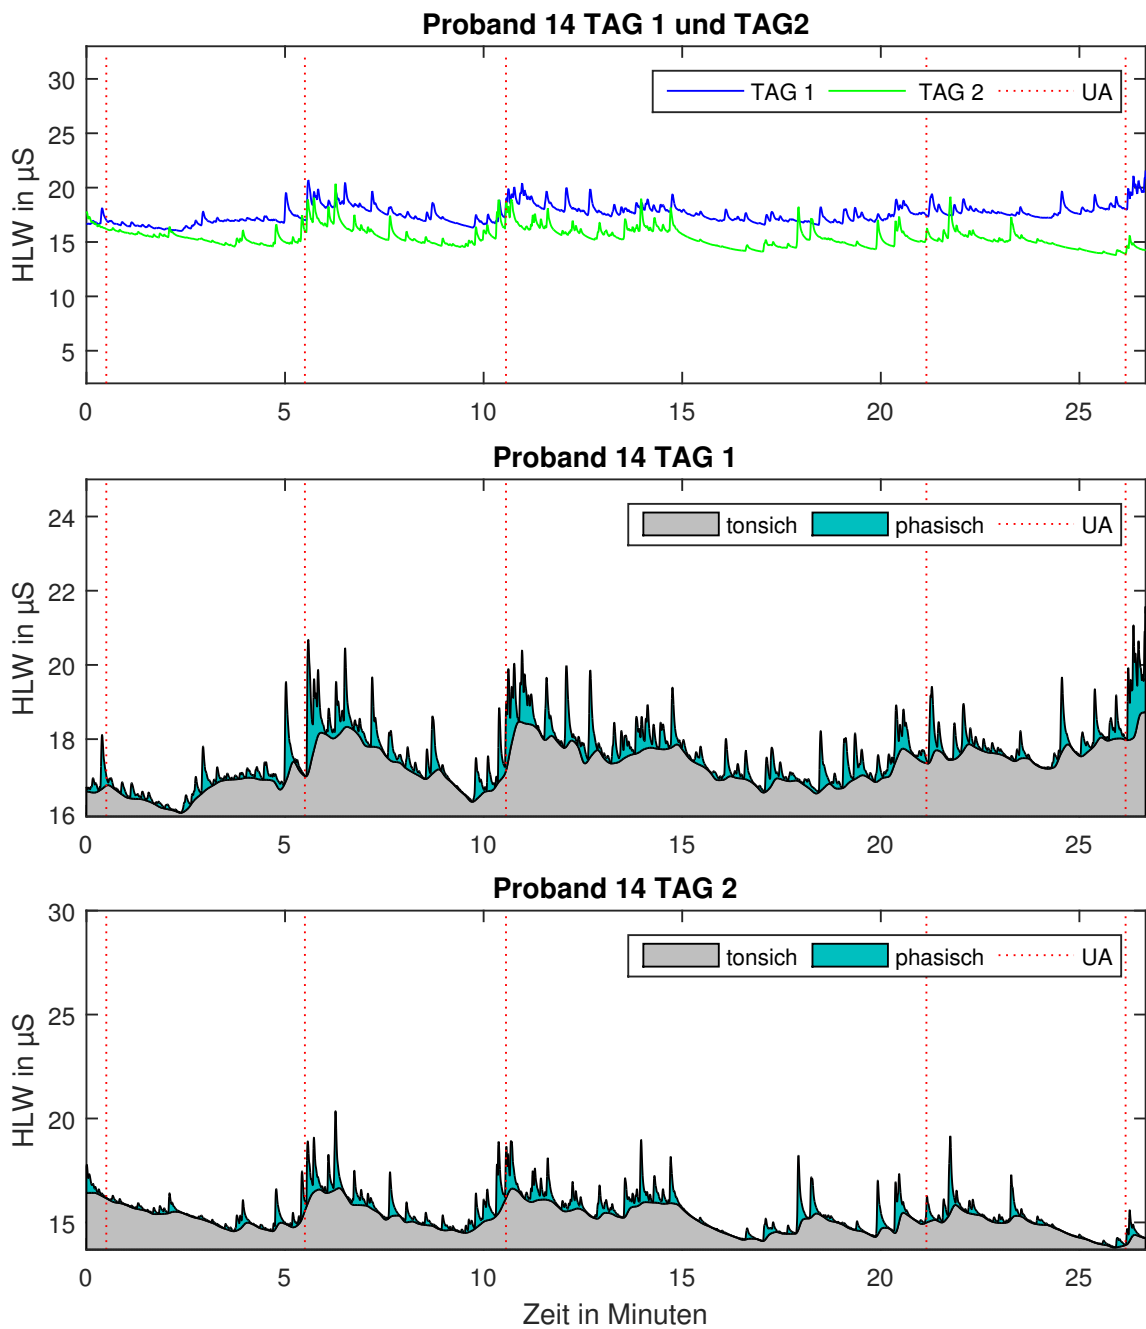 Proband 14 TAG 1 und TAG2
30
25
20
15
10
5
HLW in µS
TAG 1 TAG 2 UA
0 5 10 15 20 25
Proband 14 TAG 1
24
22
20
18
16
HLW in µS
tonsich phasisch UA
0 5 10 15 20 25
Proband 14 TAG 2
30
25
20
15
HLW in µS
tonsich phasisch UA
0 5 10 15 20 25
Zeit in Minuten